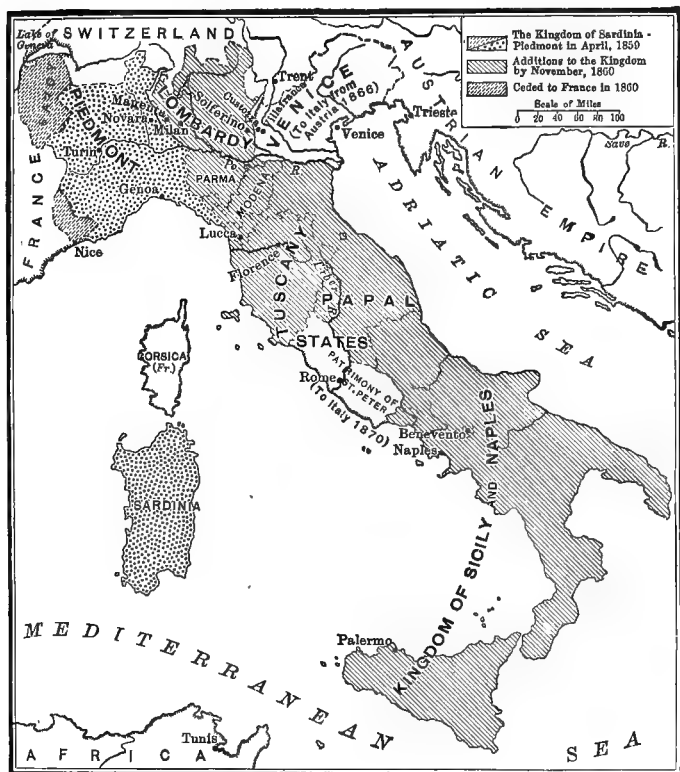 Lake of
Geneva
SWITZERLAND
The Kingdom of Sardinia -
Piedmont in April, 1859
Additions to the Kingdom
by November, 1860
Ceded to France in 1860
Scale of Miles
0 20 40 60 80 100
AUSTRIAN EMPIRE
Save R.
SAVOY
PIEDMONT
LOMBARDY
VENICE
(To Italy from
Austria 1866)
Trent
Trieste
Venice
Magenta
Novara
Milan
Solferino
Custozza
Villafranca
Turin
Po R.
PARMA
MODENA
Genoa
FRANCE
Nice
Lucca
Florence
TUSCANY
Tiber R.
PAPAL
STATES
ADRIATIC SEA
CORSICA
(Fr.)
Rome
PATRIMONY OF
ST. PETER
(To Italy 1870)
Benevento
Naples
KINGDOM OF SICILY AND NAPLES
SARDINIA
Palermo
MEDITERRANEAN SEA
Tunis
AFRICA